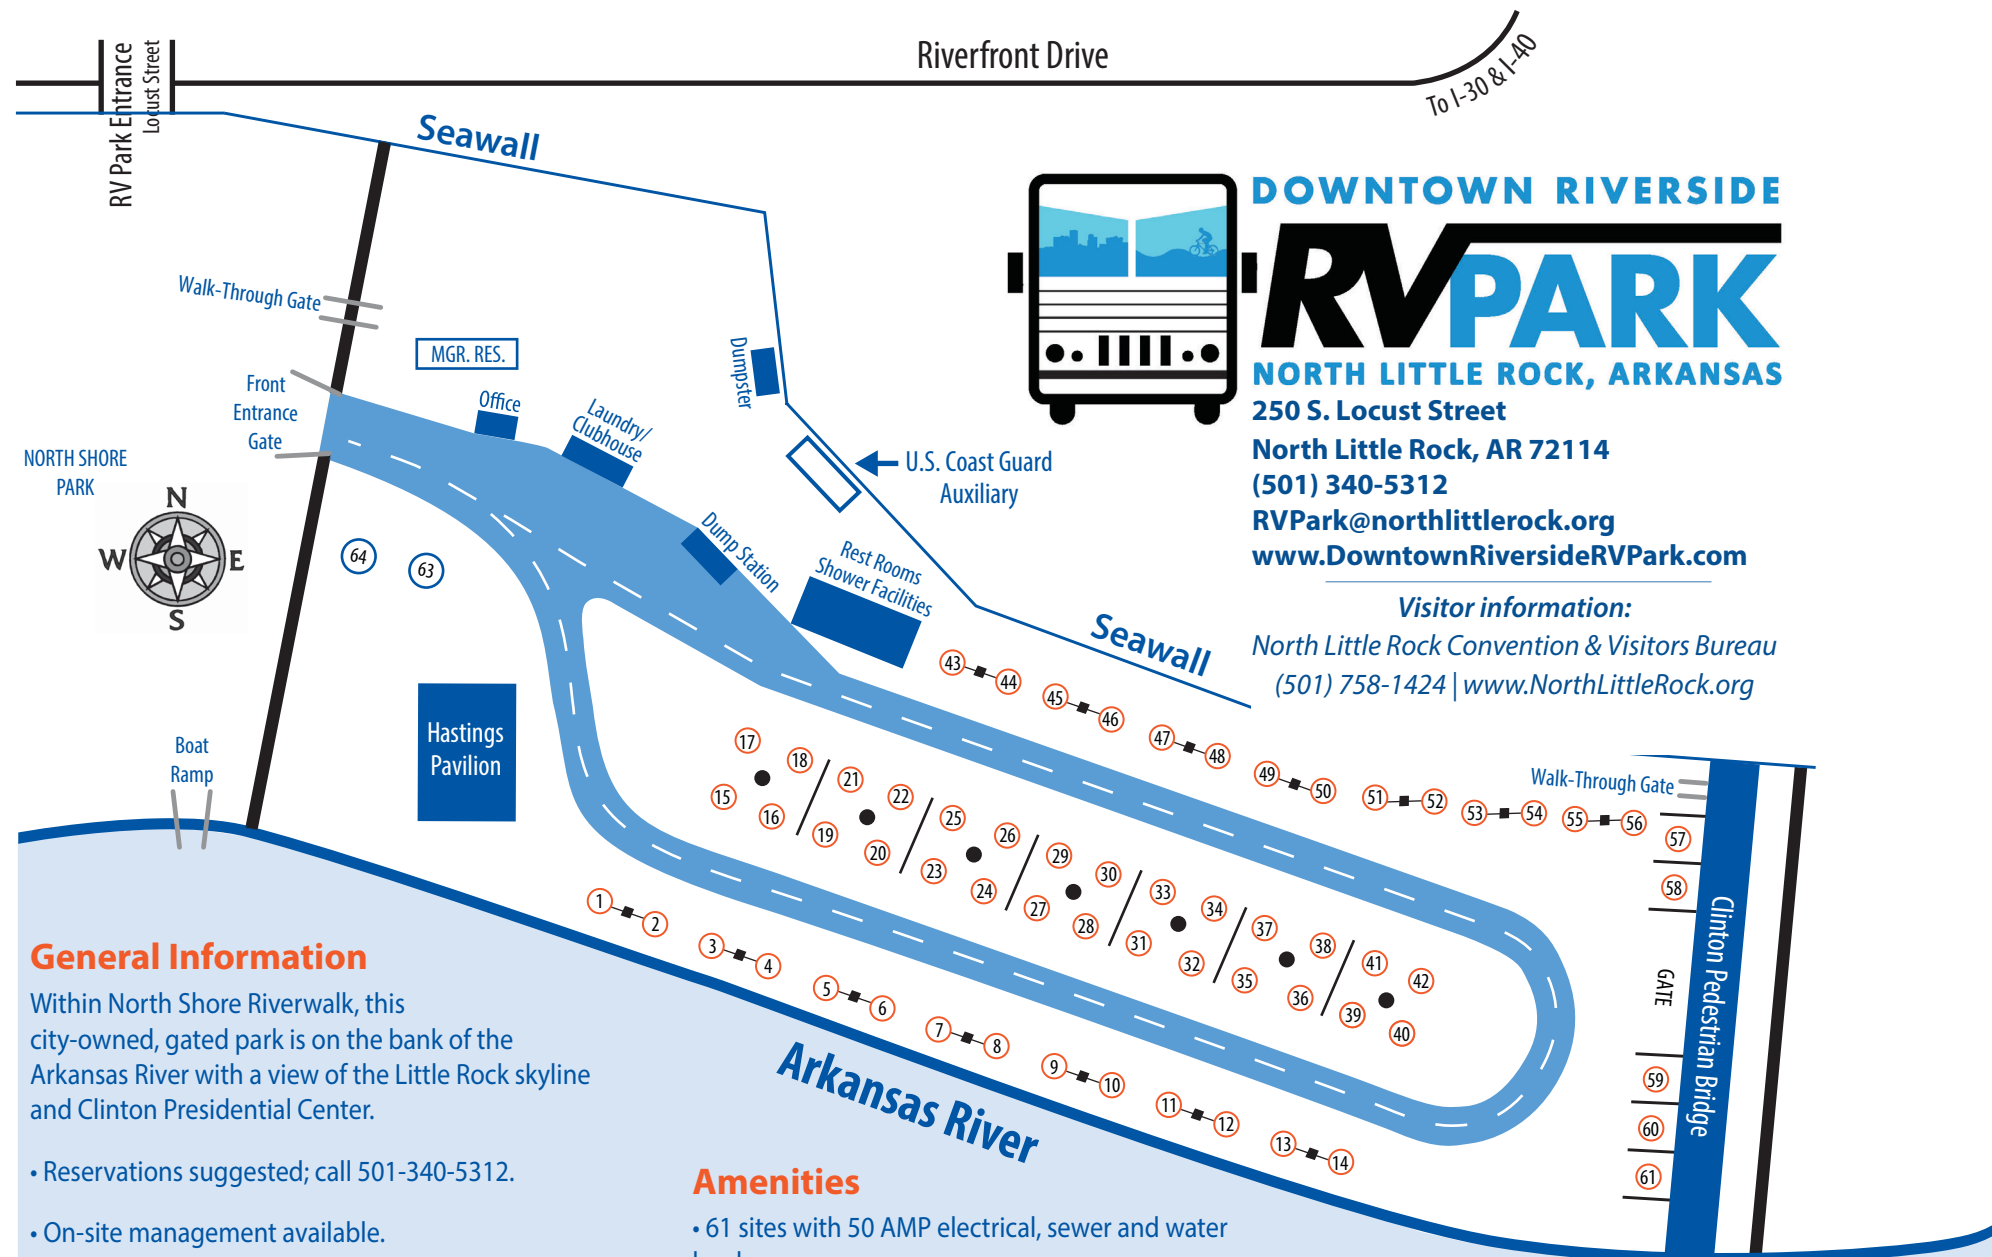 Riverfront Drive
To I-30 & I-40
RV Park Entrance
Locust Street
Seawall
DOWNTOWN RIVERSIDE
RV PARK
NORTH LITTLE ROCK, ARKANSAS
250 S. Locust Street
North Little Rock, AR 72114
(501) 340-5312
RVPark@northlittlerock.org
www.DowntownRiversideRVPark.com
Visitor information:
North Little Rock Convention & Visitors Bureau
(501) 758-1424 | www.NorthLittleRock.org
Walk-Through Gate
MGR. RES.
Dumpster
Front
Entrance
Gate
Office
Laundry/
Clubhouse
U.S. Coast Guard
Auxiliary
NORTH SHORE
PARK
N
W
E
S
64
63
Dump Station
Rest Rooms
Shower Facilities
Seawall
Hastings
Pavilion
Boat
Ramp
43
44
45
46
47
48
49
50
51
52
53
54
55
56
Walk-Through Gate
57
58
GATE
59
60
61
Clinton Pedestrian Bridge
17
18
15
16
21
22
19
20
25
26
23
24
29
30
27
28
33
34
31
32
37
38
35
36
41
42
39
40
1
2
3
4
5
6
7
8
9
10
11
12
13
14
Arkansas River
General Information
Within North Shore Riverwalk, this
city-owned, gated park is on the bank of the
Arkansas River with a view of the Little Rock skyline
and Clinton Presidential Center.
• Reservations suggested; call 501-340-5312.
• On-site management available.
Amenities
• 61 sites with 50 AMP electrical, sewer and water